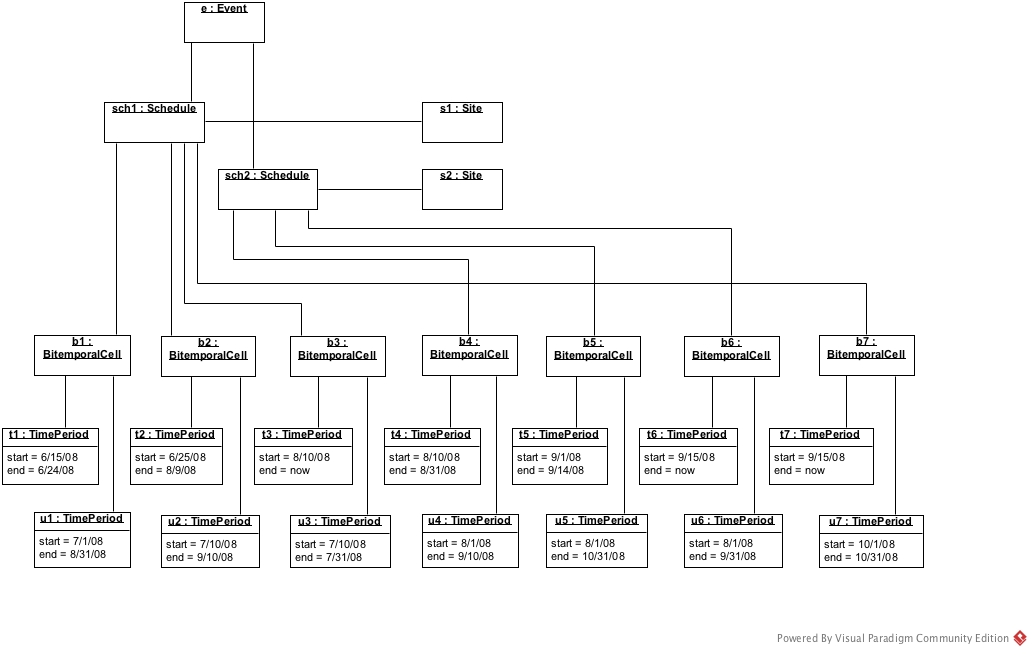 e : Event
sch1 : Schedule
s1 : Site
sch2 : Schedule
s2 : Site
b1 :
BitemporalCell
b2 :
BitemporalCell
b3 :
BitemporalCell
b4 :
BitemporalCell
b5 :
BitemporalCell
b6 :
BitemporalCell
b7 :
BitemporalCell
t1 : TimePeriod
start = 6/15/08
end = 6/24/08
t2 : TimePeriod
start = 6/25/08
end = 8/9/08
t3 : TimePeriod
start = 8/10/08
end = now
t4 : TimePeriod
start = 8/10/08
end = 8/31/08
t5 : TimePeriod
start = 9/1/08
end = 9/14/08
t6 : TimePeriod
start = 9/15/08
end = now
t7 : TimePeriod
start = 9/15/08
end = now
u1 : TimePeriod
start = 7/1/08
end = 8/31/08
u2 : TimePeriod
start = 7/10/08
end = 9/10/08
u3 : TimePeriod
start = 7/10/08
end = 7/31/08
u4 : TimePeriod
start = 8/1/08
end = 9/10/08
u5 : TimePeriod
start = 8/1/08
end = 10/31/08
u6 : TimePeriod
start = 8/1/08
end = 9/31/08
u7 : TimePeriod
start = 10/1/08
end = 10/31/08
Powered By Visual Paradigm Community Edition